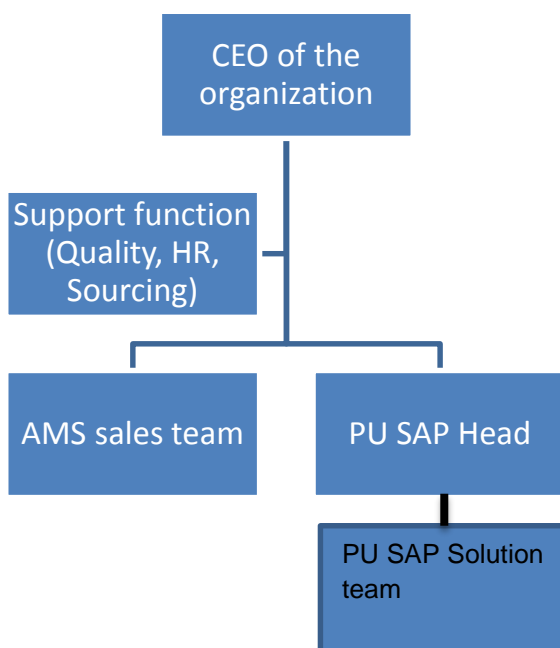 CEO of the
organization
Support function
(Quality, HR,
Sourcing)
AMS sales team
PU SAP Head
PU SAP Solution
team